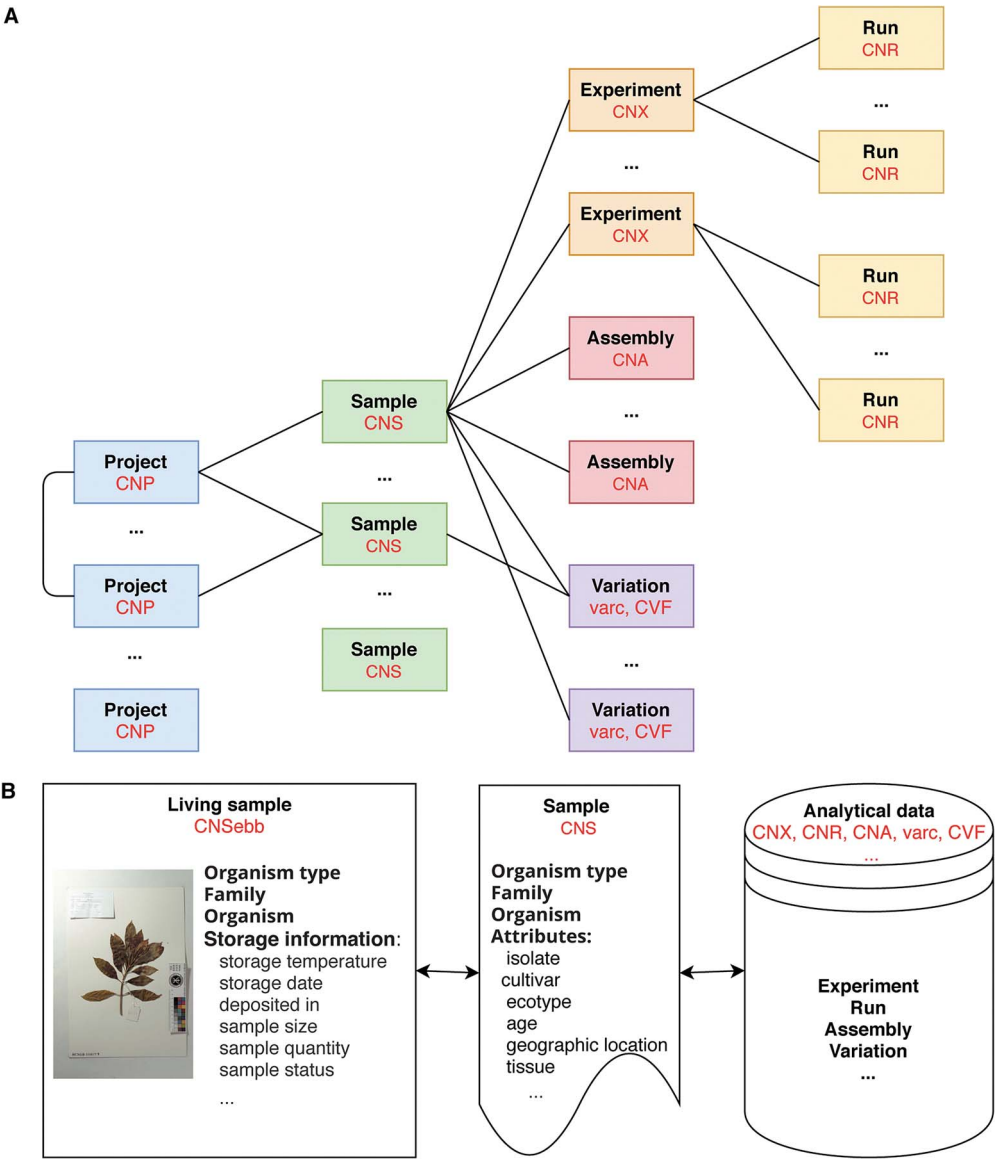 A
Run
CNR
...
Run
CNR
Experiment
CNX
...
Experiment
CNX
Run
CNR
...
Run
CNR
Assembly
CNA
...
Assembly
CNA
Sample
CNS
...
Sample
CNS
...
Sample
CNS
Project
CNP
...
Project
CNP
...
Project
CNP
Variation
varc, CVF
...
Variation
varc, CVF
B
Living sample
CNSebb
Organism type
Family
Organism
Storage information:
storage temperature
storage date
deposited in
sample size
sample quantity
sample status
...
Sample
CNS
Organism type
Family
Organism
Attributes:
isolate
cultivar
ecotype
age
geographic location
tissue
...
Analytical data
CNX, CNR, CNA, varc, CVF
...
Experiment
Run
Assembly
Variation
...